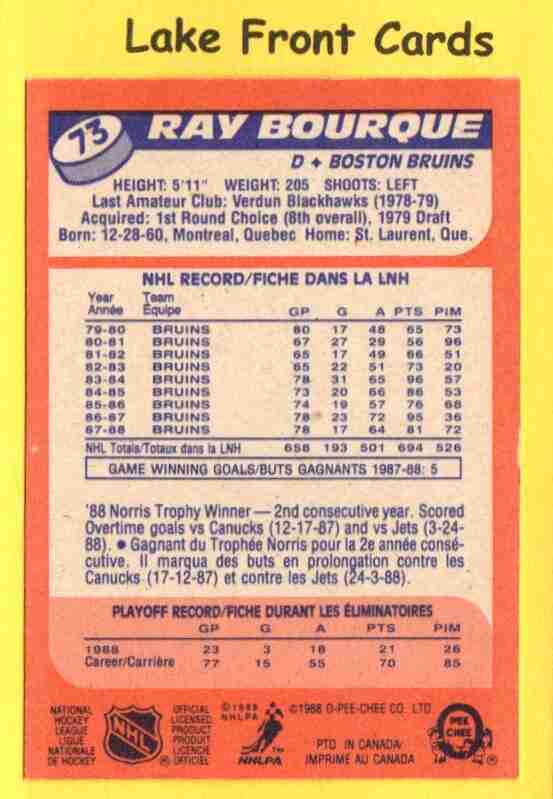 Lake Front Cards
73
RAY BOURQUE
D ♦ BOSTON BRUINS
HEIGHT: 5'11" WEIGHT: 205 SHOOTS: LEFT
Last Amateur Club: Verdun Blackhawks (1978-79)
Acquired: 1st Round Choice (8th overall), 1979 Draft
Born: 12-28-60, Montreal, Quebec Home: St. Laurent, Que.
NHL RECORD/FICHE DANS LA LNH
Year Team
Année Équipe GP G A PTS PIM
79-80 BRUINS 80 17 48 65 73
80-81 BRUINS 67 27 29 56 96
81-82 BRUINS 65 17 49 66 51
82-83 BRUINS 65 22 51 73 20
83-84 BRUINS 78 31 65 96 57
84-85 BRUINS 73 20 66 86 53
85-86 BRUINS 74 19 57 76 68
86-87 BRUINS 78 23 72 95 36
87-88 BRUINS 78 17 64 81 72
NHL Totals/Totaux dans la LNH 658 193 501 694 526
GAME WINNING GOALS/BUTS GAGNANTS 1987-88: 5
'88 Norris Trophy Winner — 2nd consecutive year. Scored
Overtime goals vs Canucks (12-17-87) and vs Jets (3-24-
88). ● Gagnant du Trophée Norris pour la 2e année consé-
cutive. Il marqua des buts en prolongation contre les
Canucks (17-12-87) et contre les Jets (24-3-88).
PLAYOFF RECORD/FICHE DURANT LES ÉLIMINATOIRES
GP G A PTS PIM
1988 23 3 18 21 26
Career/Carrière 77 15 55 70 85
NATIONAL
HOCKEY
LEAGUE
LIGUE
NATIONALE
DE HOCKEY
NHL
®
OFFICIAL
LICENSED
PRODUCT
PRODUIT
LICENCIÉ
OFFICIEL
© 1988
NHLPA
NHLPA
™
©1988 O-PEE-CHEE CO. LTD.
PTD. IN CANADA/
IMPRIMÉ AU CANADA
PEE
CHEE